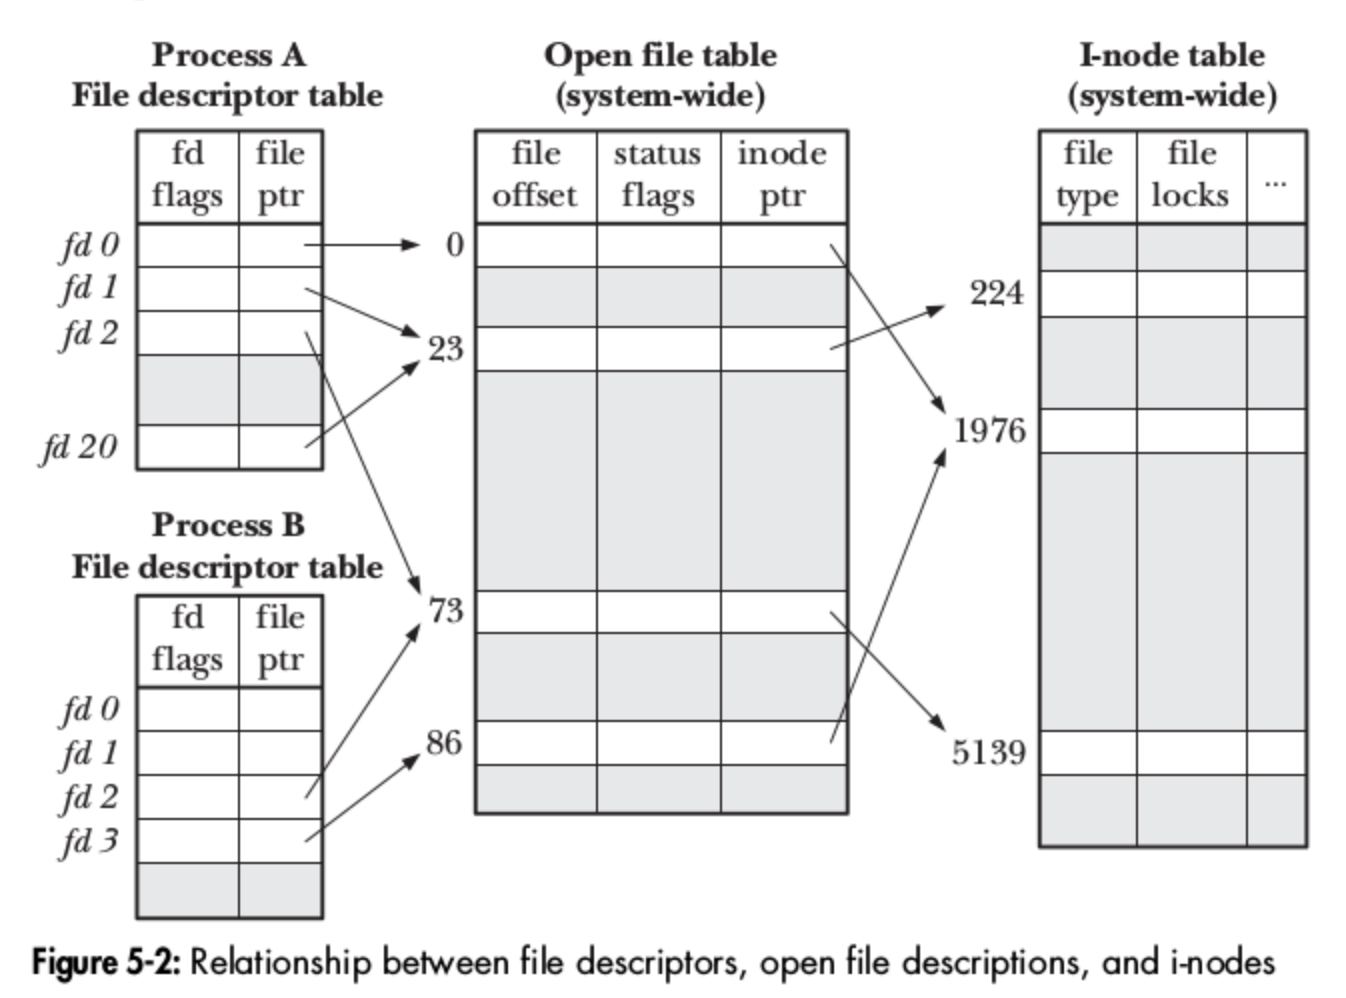 Process A
File descriptor table
fd flags
file ptr
fd 0
fd 1
fd 2
fd 20
Process B
File descriptor table
fd flags
file ptr
fd 0
fd 1
fd 2
fd 3
Open file table
(system-wide)
file offset
status flags
inode ptr
0
23
73
86
I-node table
(system-wide)
file type
file locks
...
224
1976
5139
Figure 5-2: Relationship between file descriptors, open file descriptions, and i-nodes